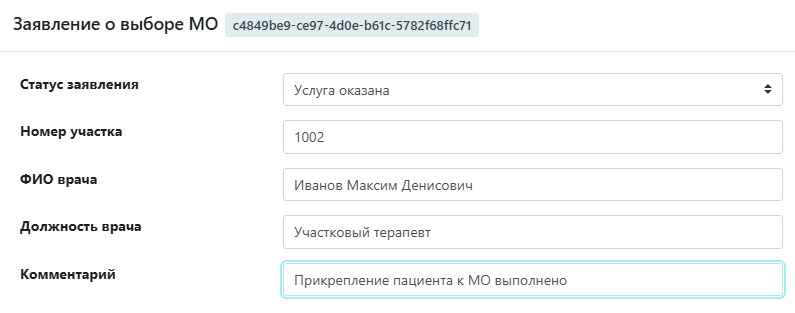 Заявление о выборе МО c4849be9-ce97-4d0e-b61c-5782f68ffc71
Статус заявления Услуга оказана
Номер участка 1002
ФИО врача Иванов Максим Денисович
Должность врача Участковый терапевт
Комментарий Прикрепление пациента к МО выполнено